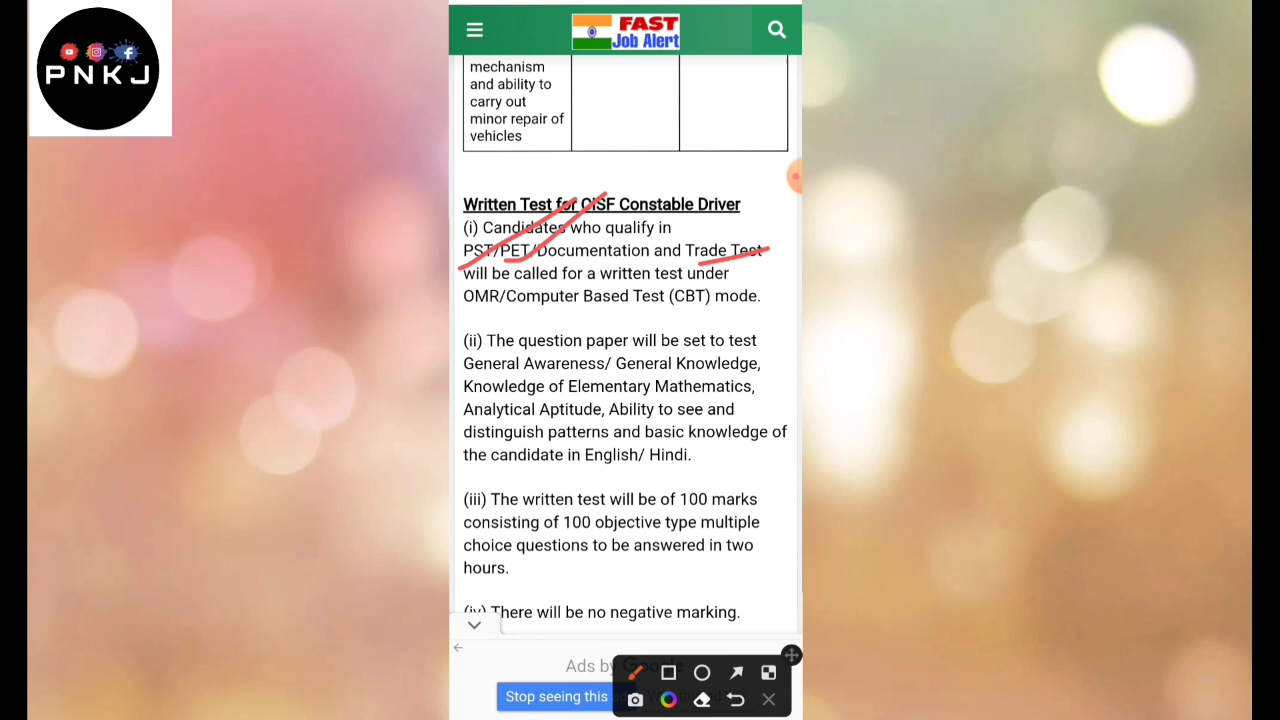 PNKJ
FAST
Job Alert
mechanism
and ability to
carry out
minor repair of
vehicles
Written Test for CISF Constable Driver
(i) Candidates who qualify in
PST/PET/Documentation and Trade Test
will be called for a written test under
OMR/Computer Based Test (CBT) mode.
(ii) The question paper will be set to test
General Awareness/ General Knowledge,
Knowledge of Elementary Mathematics,
Analytical Aptitude, Ability to see and
distinguish patterns and basic knowledge of
the candidate in English/ Hindi.
(iii) The written test will be of 100 marks
consisting of 100 objective type multiple
choice questions to be answered in two
hours.
(iv) There will be no negative marking.
Ads by Google
Stop seeing this